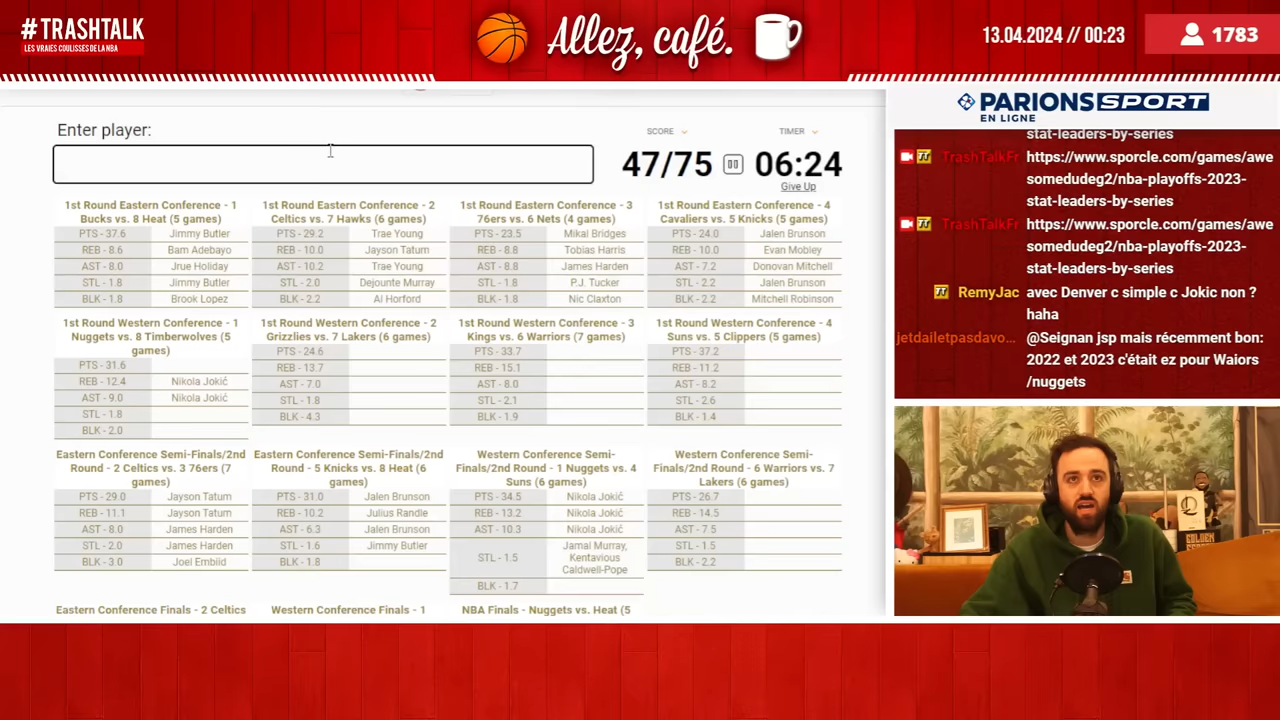 #TRASHTALK
LES VRAIES COULISSES DE LA NBA
Allez, café.
13.04.2024 // 00:23
1783
Enter player:
SCORE
TIMER
47/75
06:24
Give Up
1st Round Eastern Conference - 1
Bucks vs. 8 Heat (5 games)
PTS - 37.6 Jimmy Butler
REB - 8.6 Bam Adebayo
AST - 8.0 Jrue Holiday
STL - 1.8 Jimmy Butler
BLK - 1.8 Brook Lopez
1st Round Eastern Conference - 2
Celtics vs. 7 Hawks (6 games)
PTS - 29.2 Trae Young
REB - 10.0 Jayson Tatum
AST - 10.2 Trae Young
STL - 2.0 Dejounte Murray
BLK - 2.2 Al Horford
1st Round Eastern Conference - 3
76ers vs. 6 Nets (4 games)
PTS - 23.5 Mikal Bridges
REB - 8.8 Tobias Harris
AST - 8.8 James Harden
STL - 1.8 P.J. Tucker
BLK - 1.8 Nic Claxton
1st Round Eastern Conference - 4
Cavaliers vs. 5 Knicks (5 games)
PTS - 24.0 Jalen Brunson
REB - 10.0 Evan Mobley
AST - 7.2 Donovan Mitchell
STL - 2.2 Jalen Brunson
BLK - 2.2 Mitchell Robinson
1st Round Western Conference - 1
Nuggets vs. 8 Timberwolves (5
games)
PTS - 31.6
REB - 12.4 Nikola Jokić
AST - 9.0 Nikola Jokić
STL - 1.8
BLK - 2.0
1st Round Western Conference - 2
Grizzlies vs. 7 Lakers (6 games)
PTS - 24.6
REB - 13.7
AST - 7.0
STL - 1.8
BLK - 4.3
1st Round Western Conference - 3
Kings vs. 6 Warriors (7 games)
PTS - 33.7
REB - 15.1
AST - 8.0
STL - 2.1
BLK - 1.9
1st Round Western Conference - 4
Suns vs. 5 Clippers (5 games)
PTS - 37.2
REB - 11.2
AST - 8.2
STL - 2.6
BLK - 1.4
Eastern Conference Semi-Finals/2nd
Round - 2 Celtics vs. 3 76ers (7
games)
PTS - 29.0 Jayson Tatum
REB - 11.1 Jayson Tatum
AST - 8.0 James Harden
STL - 2.0 James Harden
BLK - 3.0 Joel Embiid
Eastern Conference Semi-Finals/2nd
Round - 5 Knicks vs. 8 Heat (6
games)
PTS - 31.0 Jalen Brunson
REB - 10.2 Julius Randle
AST - 6.3 Jalen Brunson
STL - 1.6 Jimmy Butler
BLK - 1.8
Western Conference Semi-
Finals/2nd Round - 1 Nuggets vs. 4
Suns (6 games)
PTS - 34.5 Nikola Jokić
REB - 13.2 Nikola Jokić
AST - 10.3 Nikola Jokić
STL - 1.5 Jamal Murray,
Kentavious
Caldwell-Pope
BLK - 1.7
Western Conference Semi-
Finals/2nd Round - 6 Warriors vs. 7
Lakers (6 games)
PTS - 26.7
REB - 14.5
AST - 7.5
STL - 1.5
BLK - 2.2
Eastern Conference Finals - 2 Celtics
Western Conference Finals - 1
NBA Finals - Nuggets vs. Heat (5
PARIONS SPORT
EN LIGNE
stat-leaders-by-series
TrashTalkFr https://www.sporcle.com/games/awe
somedudeg2/nba-playoffs-2023-
stat-leaders-by-series
TrashTalkFr https://www.sporcle.com/games/awe
somedudeg2/nba-playoffs-2023-
stat-leaders-by-series
RemyJac avec Denver c simple c Jokic non ?
haha
jetdailetpasdavo... @Seignan jsp mais récemment bon:
2022 et 2023 c'était ez pour Waiors
/nuggets